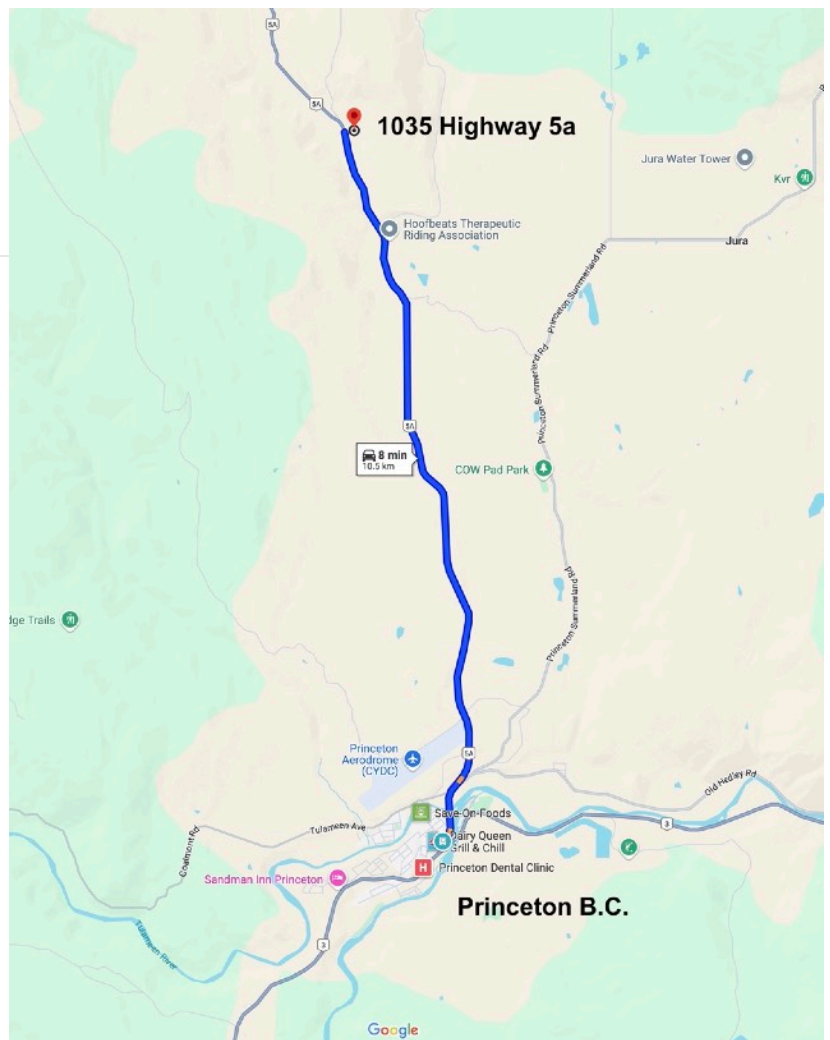 5A
5A
1035 Highway 5a
Jura Water Tower
Kvr
Hoofbeats Therapeutic
Riding Association
Jura
Princeton Summerland Rd
Princeton Summerland Rd
5A
8 min
10.5 km
COW Pad Park
Princeton Summerland Rd
dge Trails
Princeton
Aerodrome
(CYDC)
5A
Old Hedley Rd
Save-On-Foods
3
Tulameen Ave
Coalmont Rd
Dairy Queen
Grill & Chill
H
Princeton Dental Clinic
Sandman Inn Princeton
Princeton B.C.
Tulameen River
3
Google